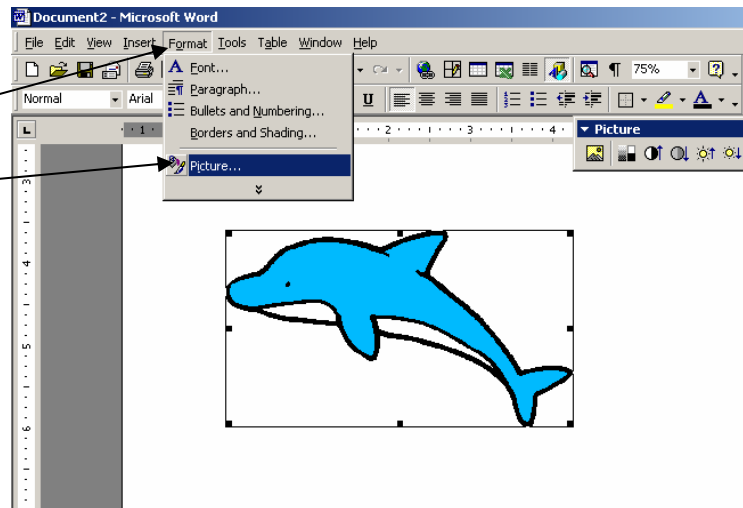 Document2 - Microsoft Word
File Edit View Insert Format Tools Table Window Help
¶ 75%
Normal Arial U A
Font...
Paragraph...
Bullets and Numbering...
Borders and Shading...
Picture...
1 2 3 4
Picture
3
4
5
6